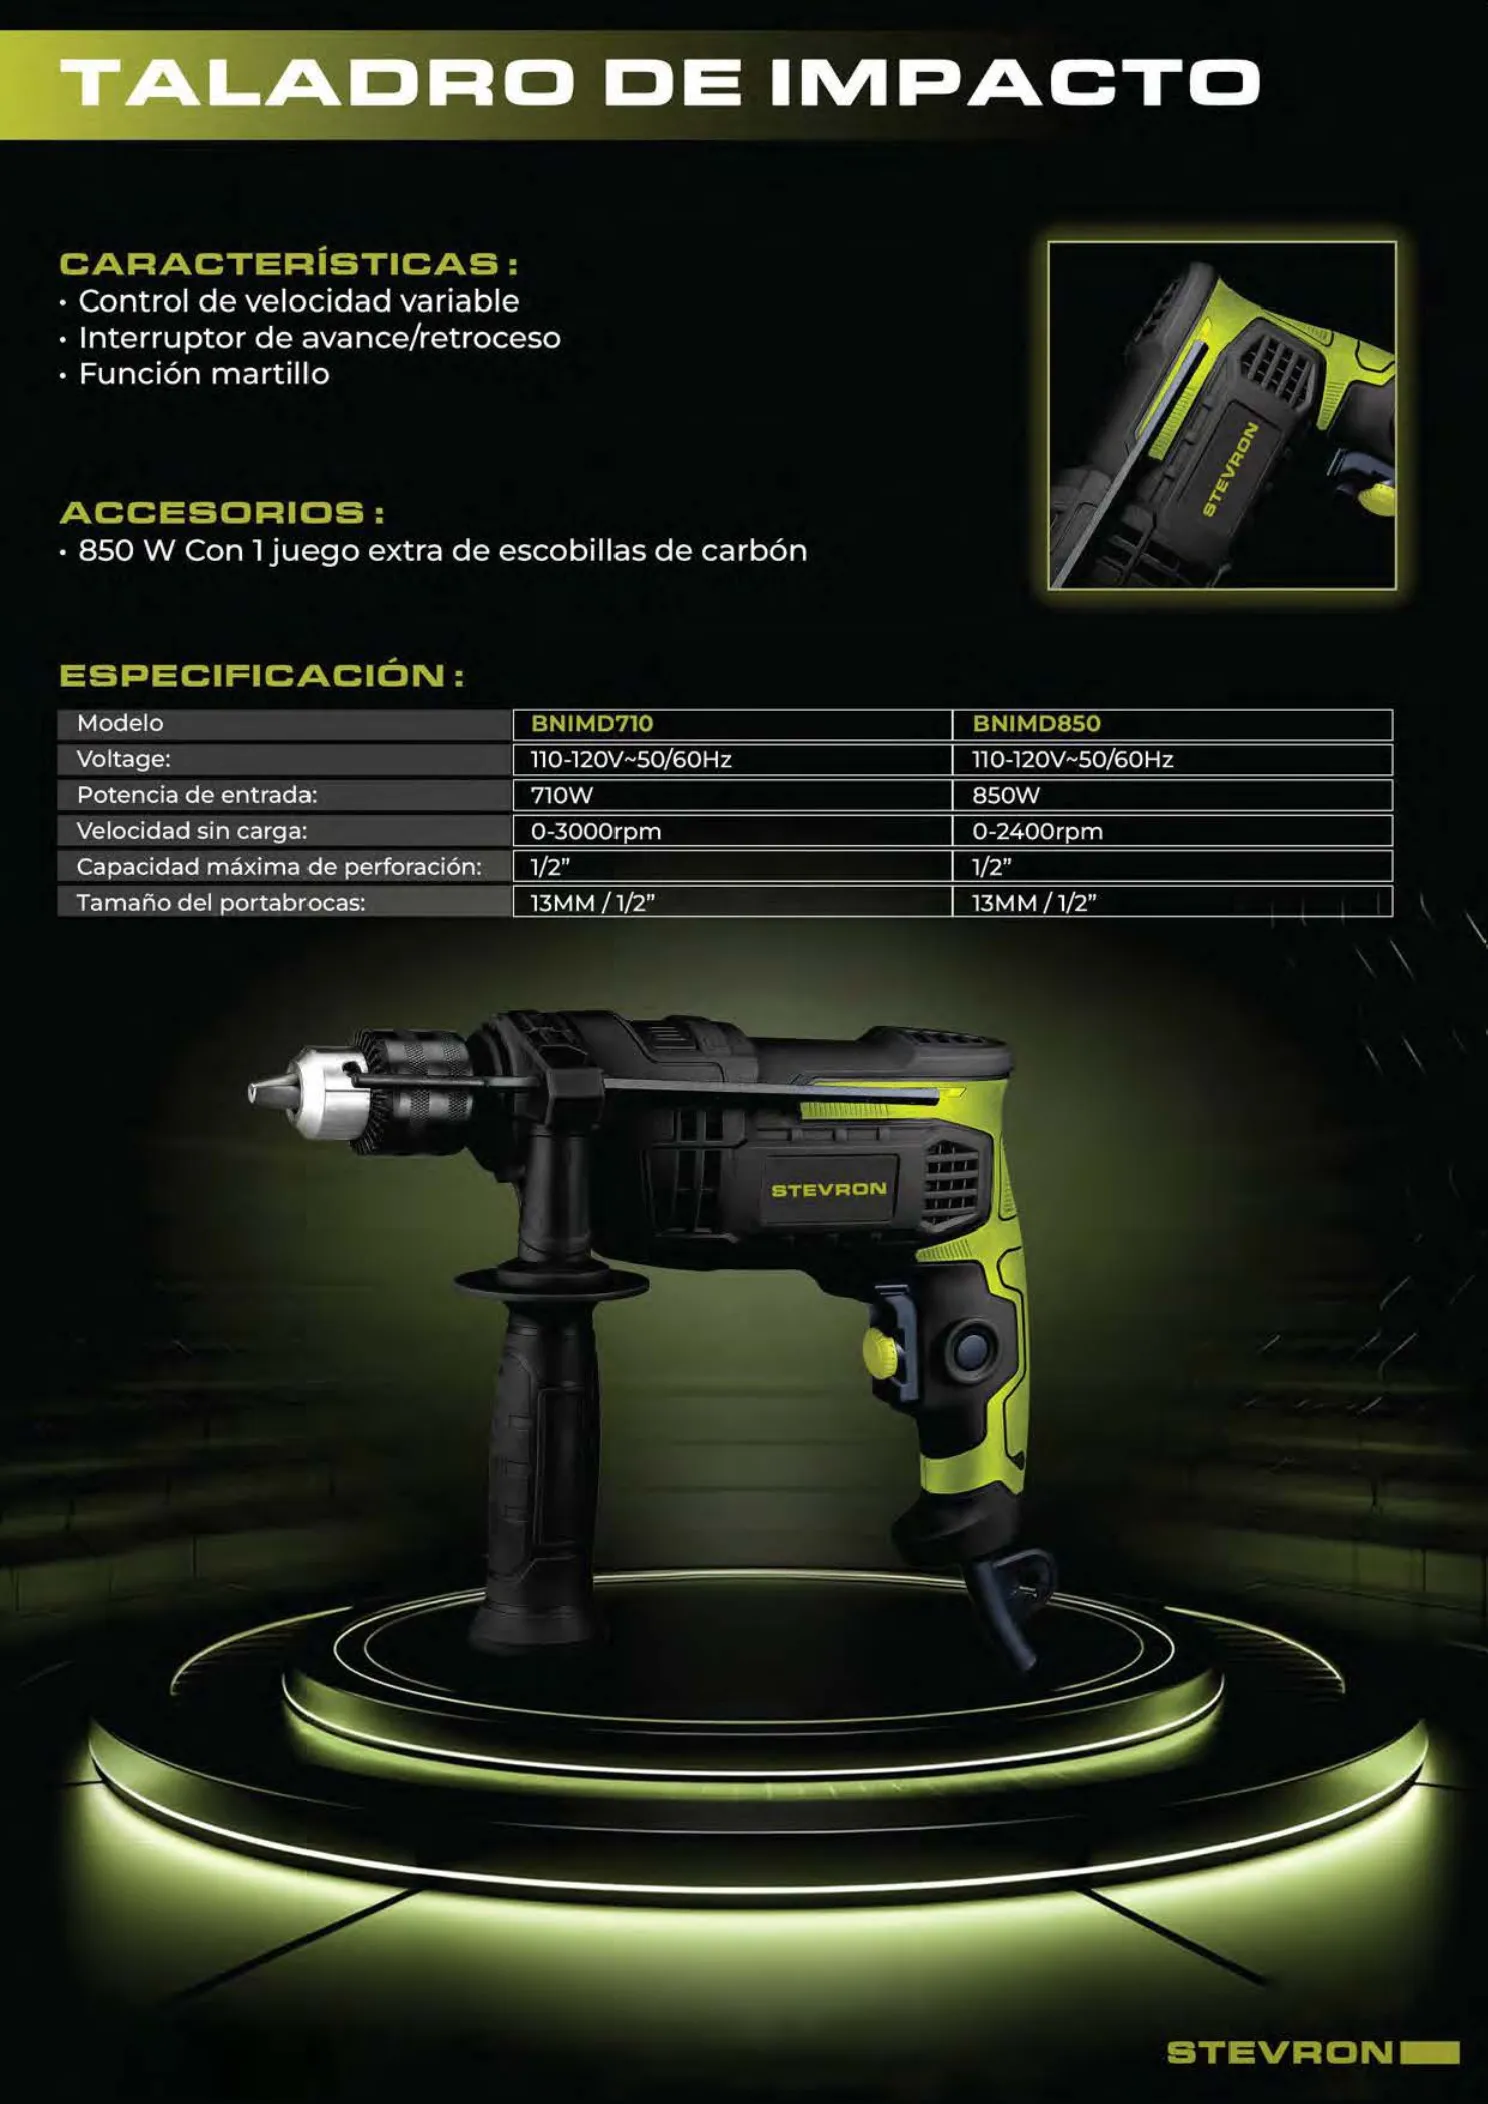 TALADRO DE IMPACTO
CARACTERÍSTICAS :
• Control de velocidad variable
• Interruptor de avance/retroceso
• Función martillo
STEVRON
ACCESORIOS :
• 850 W Con 1 juego extra de escobillas de carbón
ESPECIFICACIÓN :
Modelo BNIMD710 BNIMD850
Voltage: 110-120V~50/60Hz 110-120V~50/60Hz
Potencia de entrada: 710W 850W
Velocidad sin carga: 0-3000rpm 0-2400rpm
Capacidad máxima de perforación: 1/2” 1/2”
Tamaño del portabrocas: 13MM / 1/2” 13MM / 1/2”
STEVRON
STEVRON